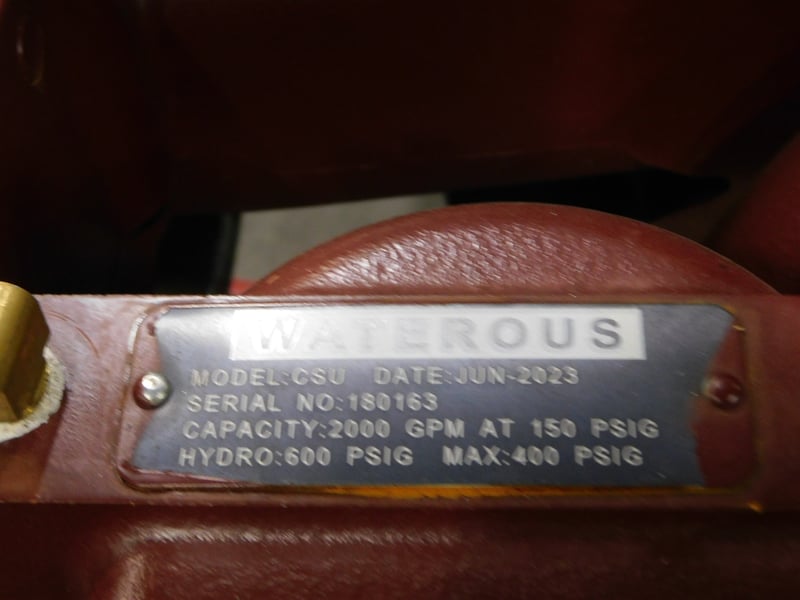 WATEROUS
MODEL:CSU DATE:JUN-2023
SERIAL NO:180163
CAPACITY:2000 GPM AT 150 PSIG
HYDRO:600 PSIG MAX:400 PSIG